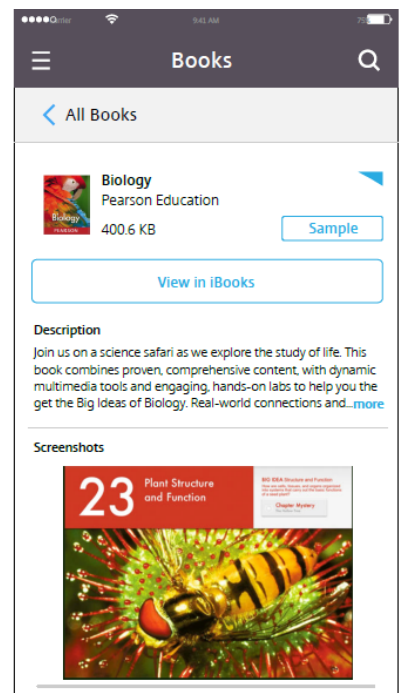 9:41 AM
Books
All Books
Biology
Pearson Education
400.6 KB
Sample
Biology
PEARSON
View in iBooks
Description
Join us on a science safari as we explore the study of life. This
book combines proven, comprehensive content, with dynamic
multimedia tools and engaging, hands-on labs to help you the
get the Big Ideas of Biology. Real-world connections and...more
Screenshots
23 Plant Structure
and Function
BIG IDEA Structure and Function
Chapter Mystery